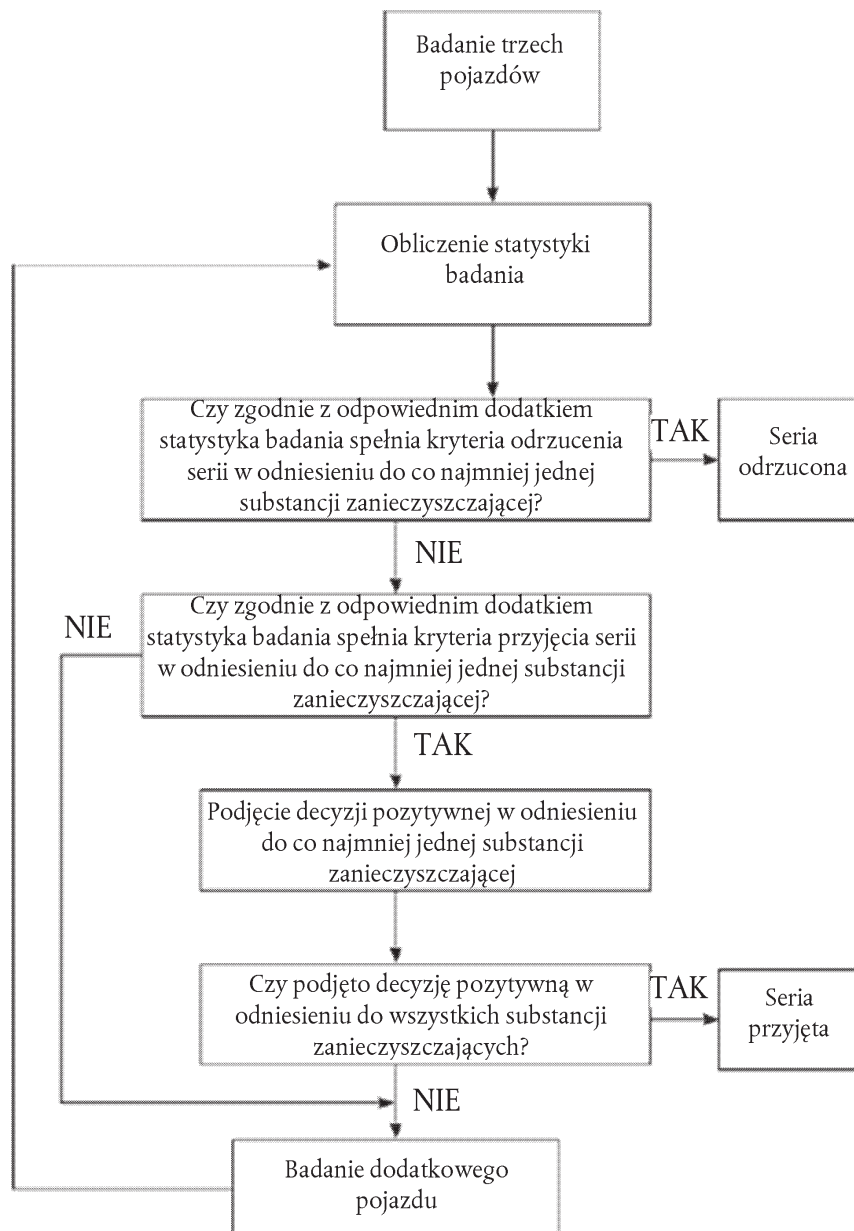 Badanie trzech
pojazdów
Obliczenie statystyki
badania
Czy zgodnie z odpowiednim dodatkiem
statystyka badania spełnia kryteria odrzucenia
serii w odniesieniu do co najmniej jednej
substancji zanieczyszczającej?
TAK
Seria
odrzucona
NIE
Czy zgodnie z odpowiednim dodatkiem
statystyka badania spełnia kryteria przyjęcia serii
w odniesieniu do co najmniej jednej substancji
zanieczyszczającej?
NIE
TAK
Podjęcie decyzji pozytywnej w odniesieniu
do co najmniej jednej substancji
zanieczyszczającej
Czy podjęto decyzję pozytywną w
odniesieniu do wszystkich substancji
zanieczyszczających?
TAK
Seria
przyjęta
NIE
Badanie dodatkowego
pojazdu